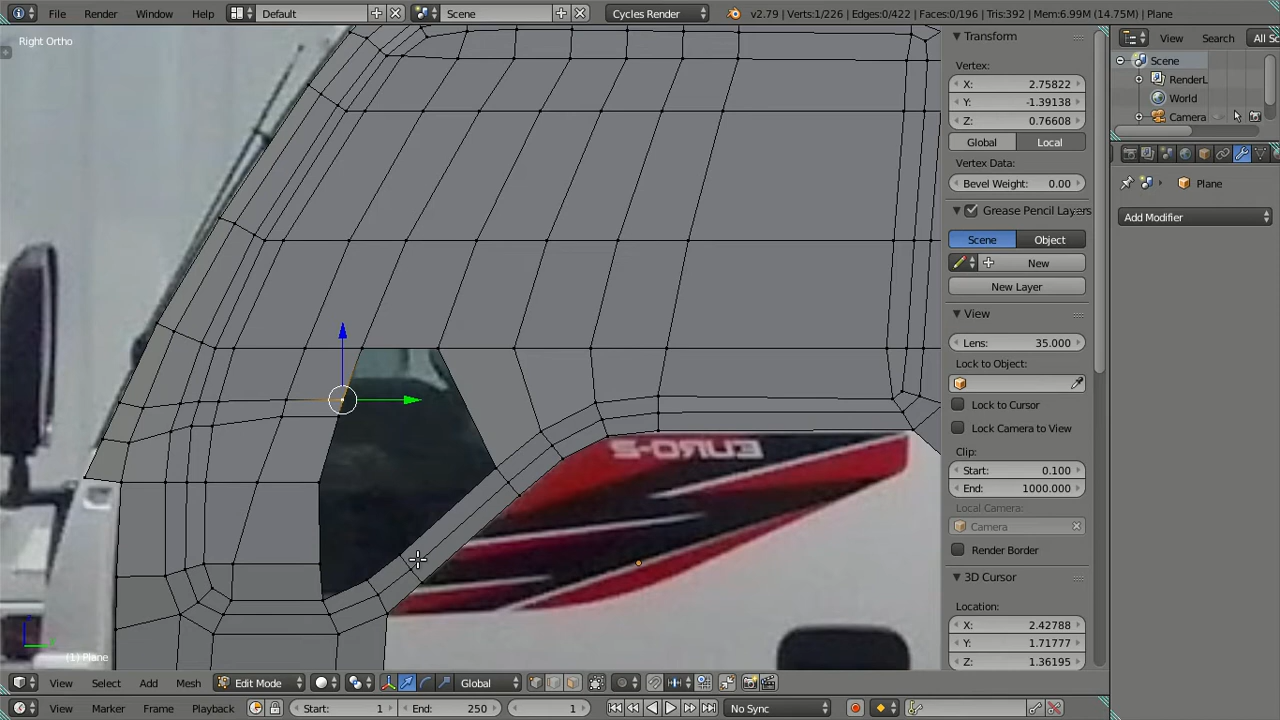 File Render Window Help Default Scene Cycles Render v2.79 | Verts:1/226 | Edges:0/422 | Faces:0/196 | Tris:392 | Mem:6.99M (14.75M) | Plane
Right Ortho
Transform
Vertex:
X: 2.75822
Y: -1.39138
Z: 0.76608
Global Local
Vertex Data:
Bevel Weight: 0.00
Grease Pencil Layers
Scene Object
New
New Layer
View
Lens: 35.000
Lock to Object:
Lock to Cursor
Lock Camera to View
Clip:
Start: 0.100
End: 1000.000
Local Camera:
Camera
Render Border
3D Cursor
Location:
X: 2.42788
Y: 1.71777
Z: 1.36195
View Search All Sc
Scene
RenderL
World
Camera
Plane
Add Modifier
EURO-2
(1) Plane
View Select Add Mesh Edit Mode Global
View Marker Frame Playback Start: 1 End: 250 1 No Sync